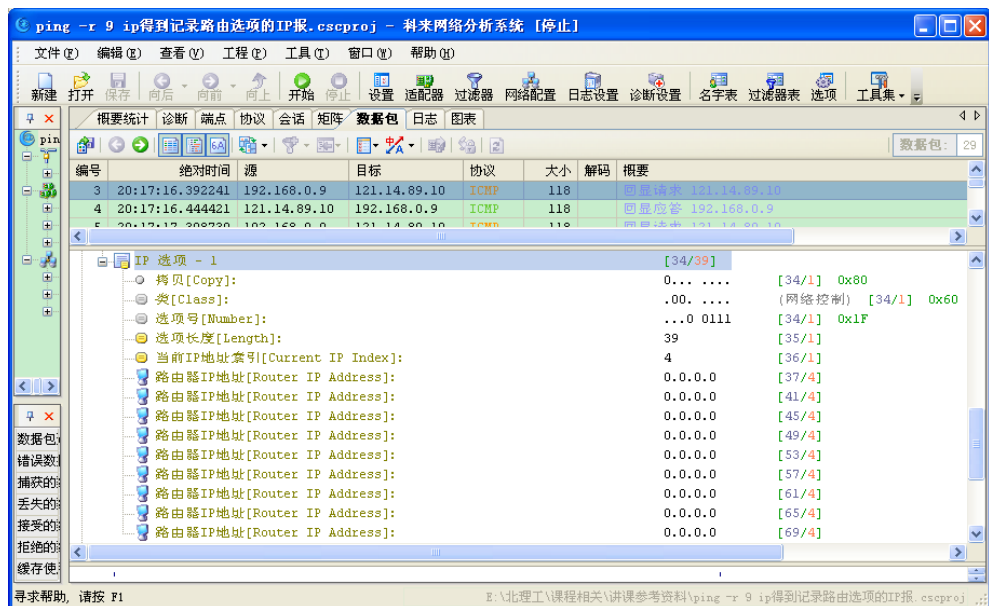 ping -r 9 ip得到记录路由选项的IP报.cscproj - 科来网络分析系统 [停止]
文件(F) 编辑(E) 查看(V) 工程(P) 工具(T) 窗口(W) 帮助(H)
新建 打开 保存 向后 向前 向上 开始 停止 设置 适配器 过滤器 网络配置 日志设置 诊断设置 名字表 过滤器表 选项 工具集
概要统计 诊断 端点 协议 会话 矩阵 数据包 日志 图表
pin
数据包: 29
编号 绝对时间 源 目标 协议 大小 解码 概要
3 20:17:16.392241 192.168.0.9 121.14.89.10 ICMP 118 回显请求 121.14.89.10
4 20:17:16.444421 121.14.89.10 192.168.0.9 ICMP 118 回显应答 192.168.0.9
IP 选项 - 1 [34/39]
拷贝[Copy]: 0... .... [34/1] 0x80
类[Class]: .00. .... (网络控制) [34/1] 0x60
选项号[Number]: ...0 0111 [34/1] 0x1F
选项长度[Length]: 39 [35/1]
当前IP地址索引[Current IP Index]: 4 [36/1]
路由器IP地址[Router IP Address]: 0.0.0.0 [37/4]
路由器IP地址[Router IP Address]: 0.0.0.0 [41/4]
路由器IP地址[Router IP Address]: 0.0.0.0 [45/4]
路由器IP地址[Router IP Address]: 0.0.0.0 [49/4]
路由器IP地址[Router IP Address]: 0.0.0.0 [53/4]
路由器IP地址[Router IP Address]: 0.0.0.0 [57/4]
路由器IP地址[Router IP Address]: 0.0.0.0 [61/4]
路由器IP地址[Router IP Address]: 0.0.0.0 [65/4]
路由器IP地址[Router IP Address]: 0.0.0.0 [69/4]
数据包
错误数
捕获的
丢失的
接受的
拒绝的
缓存使
寻求帮助, 请按 F1
E:\北理工\课程相关\讲课参考资料\ping -r 9 ip得到记录路由选项的IP报.cscproj